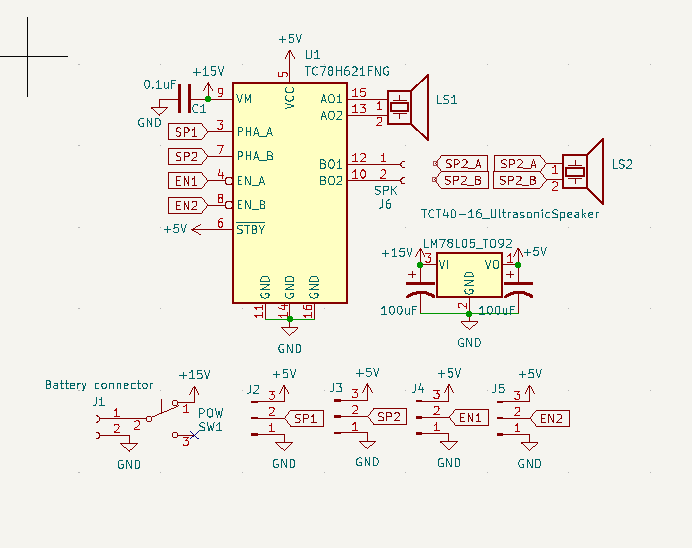 +5V
U1
TC78H621FNG
+15V
0.1uF
C1
GND
9 VM
5
VCC
AO1 15
AO2 13
1
2
LS1
SP1 3 PHA_A
SP2 7 PHA_B
EN1 4 EN_A
EN2 8 EN_B
+5V 6 STBY
BO1 12 1
BO2 10 2
SPK
J6
SP2_A SP2_A 1
SP2_B SP2_B 2
LS2
TCT40-16_UltrasonicSpeaker
GND GND GND
11 14 16
GND
LM78L05_TO92
+15V 3 VI VO 1 +5V
GND
2
+ +
100uF 100uF
GND
Battery connector
J1
1
2
2
1
3
+15V
POW
SW1
GND
J2 +5V
3
2 SP1
1
GND
J3 +5V
3
2 SP2
1
GND
J4 +5V
3
2 EN1
1
GND
J5 +5V
3
2 EN2
1
GND